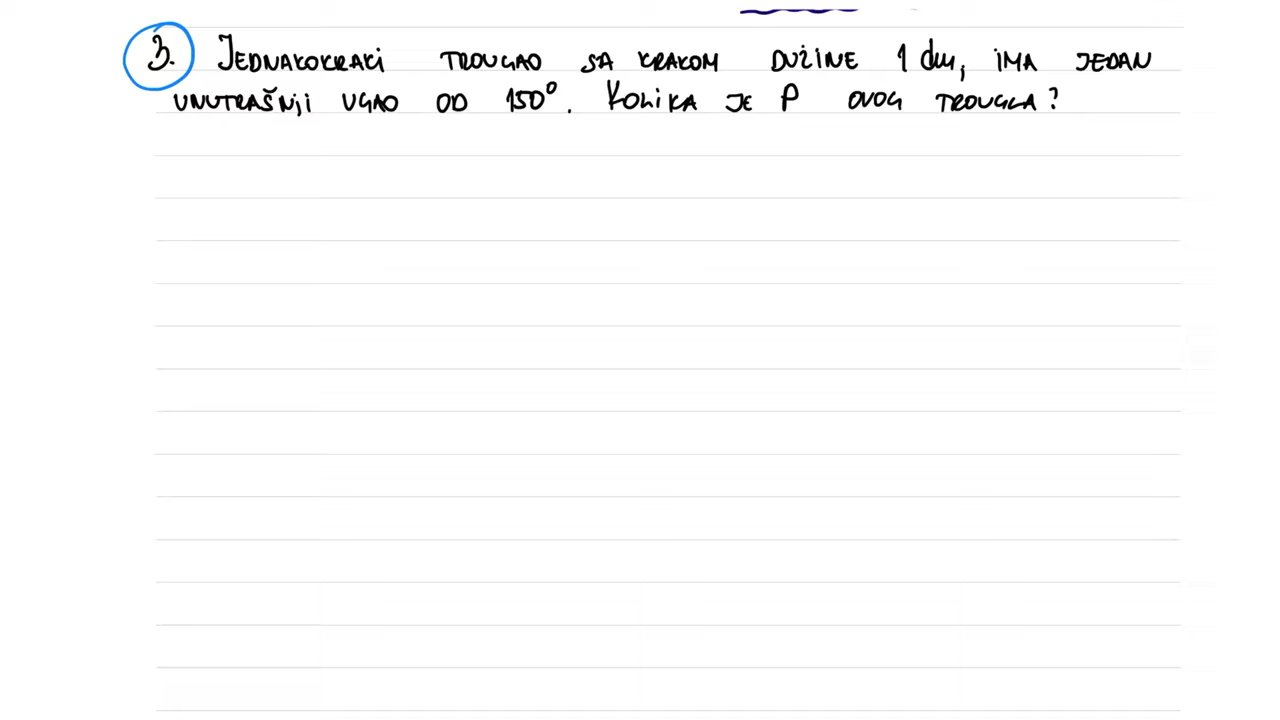 3. JEDNAKOKRAKI TROUGAO SA KRAKOM DUŽINE 1 dm, IMA JEDAN
UNUTRAŠNJI UGAO OD 150°. KOLIKA JE P OVOG TROUGLA?